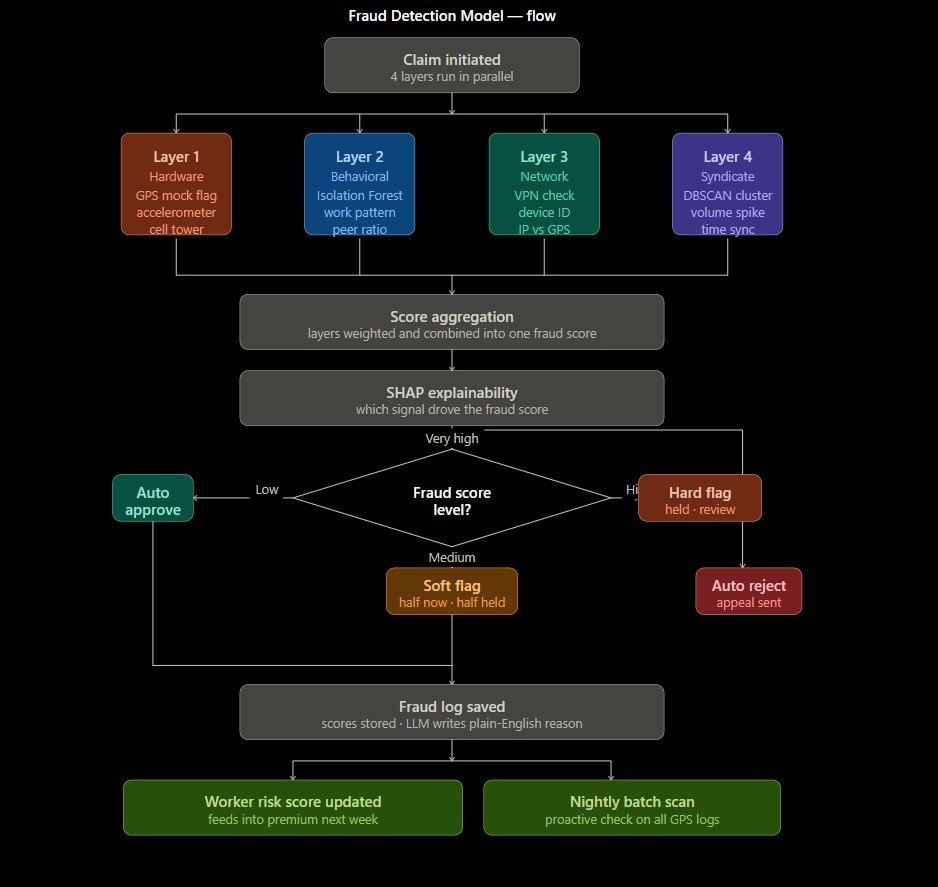 Fraud Detection Model — flow
Claim initiated
4 layers run in parallel
Layer 1
Hardware
GPS mock flag
accelerometer
cell tower
Layer 2
Behavioral
Isolation Forest
work pattern
peer ratio
Layer 3
Network
VPN check
device ID
IP vs GPS
Layer 4
Syndicate
DBSCAN cluster
volume spike
time sync
Score aggregation
layers weighted and combined into one fraud score
SHAP explainability
which signal drove the fraud score
Very high
Low
Fraud score
level?
Hi
Hard flag
held · review
Auto
approve
Medium
Soft flag
half now · half held
Auto reject
appeal sent
Fraud log saved
scores stored · LLM writes plain-English reason
Worker risk score updated
feeds into premium next week
Nightly batch scan
proactive check on all GPS logs